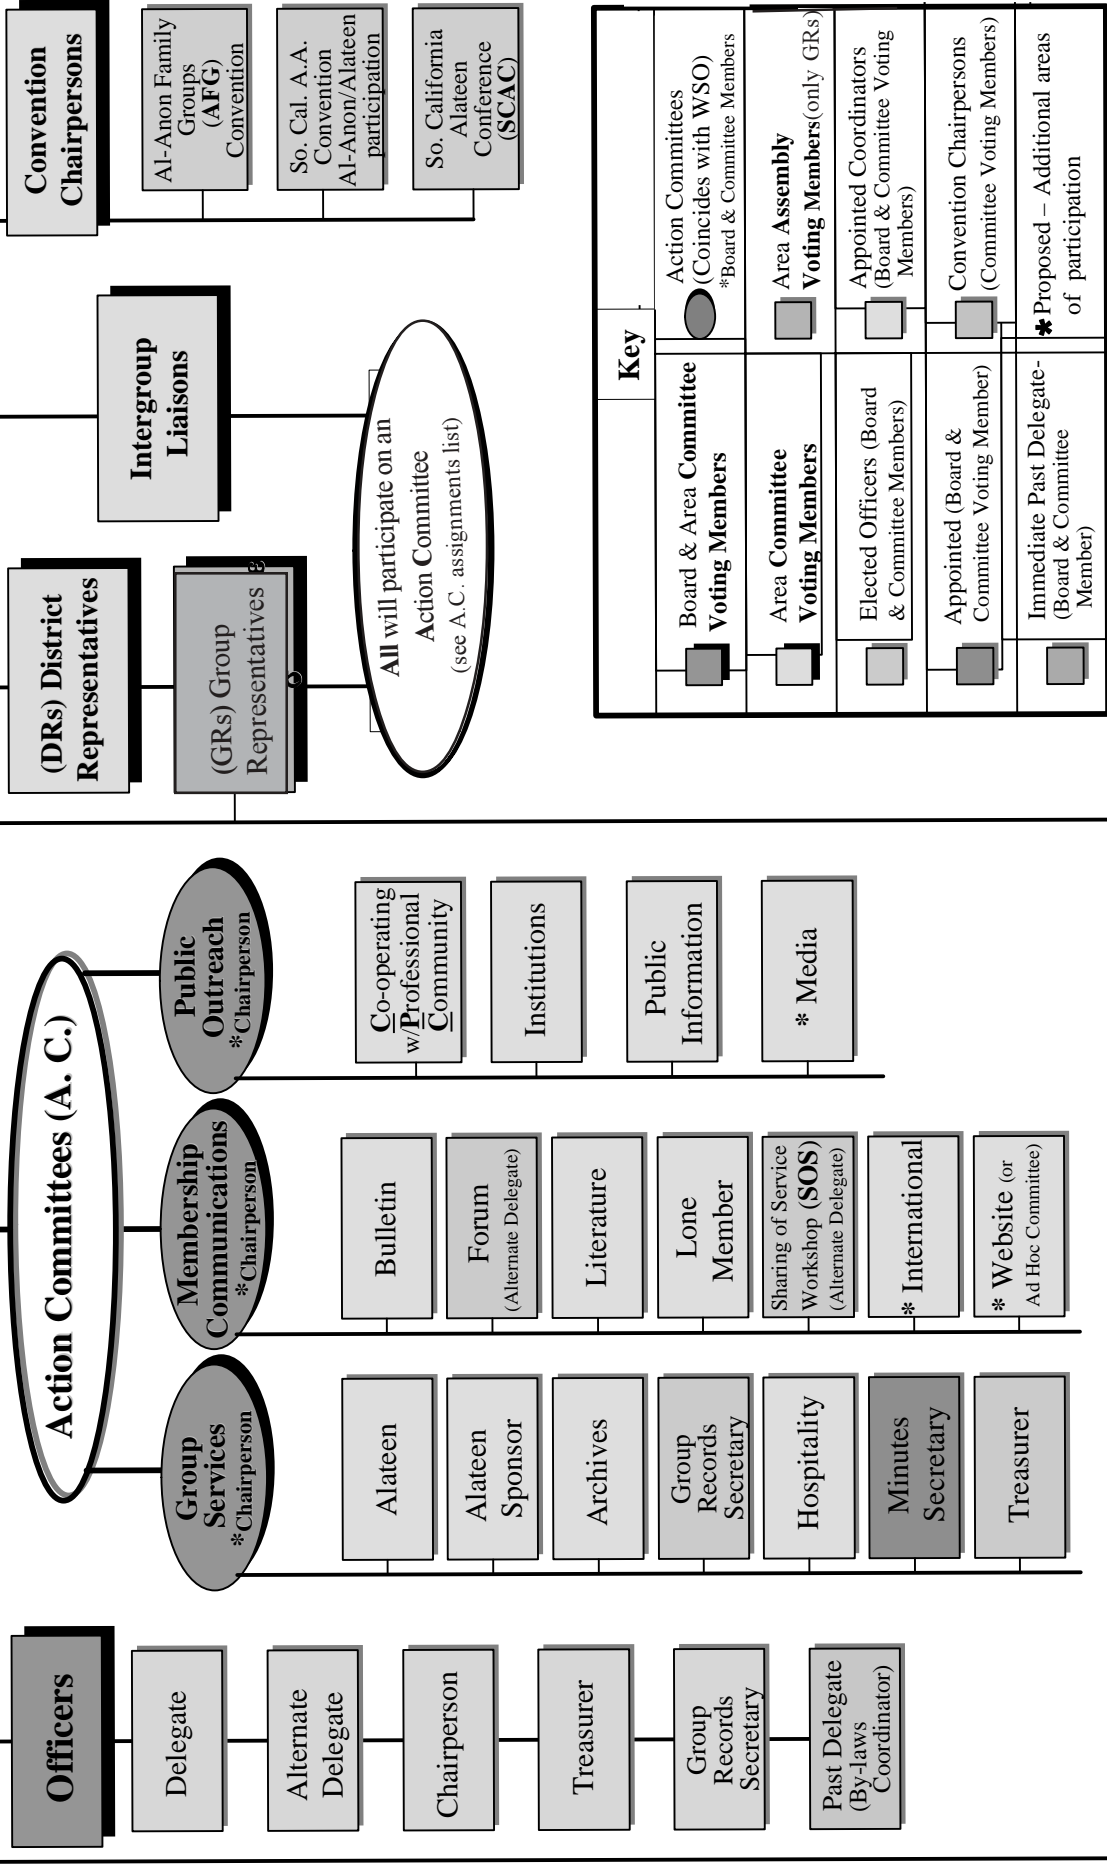 Officers
Delegate
Alternate
Delegate
Chairperson
Treasurer
Group
Records
Secretary
Past Delegate
(By-laws
Coordinator)
Action Committees (A. C.)
Group
Services
*Chairperson
Alateen
Alateen
Sponsor
Archives
Group
Records
Secretary
Hospitality
Minutes
Secretary
Treasurer
Membership
Communications
*Chairperson
Bulletin
Forum
(Alternate Delegate)
Literature
Lone
Member
Sharing of Service
Workshop (SOS)
(Alternate Delegate)
* International
* Website (or
Ad Hoc Committee)
Public
Outreach
*Chairperson
Co-operating
w/Professional
Community
Institutions
Public
Information
* Media
(DRs) District
Representatives
(GRs) Group
Representatives
Intergroup
Liaisons
All will participate on an
Action Committee
(see A.C. assignments list)
Convention
Chairpersons
Al-Anon Family
Groups
(AFG)
Convention
So. Cal. A.A.
Convention
Al-Anon/Alateen
participation
So. California
Alateen
Conference
(SCAC)
Key
Board & Area Committee
Voting Members
Action Committees
(Coincides with WSO)
*Board & Committee Members
Area Committee
Voting Members
Area Assembly
Voting Members(only GRs)
Elected Officers (Board
& Committee Members)
Appointed Coordinators
(Board & Committee Voting
Members)
Appointed (Board &
Committee Voting Member)
Convention Chairpersons
(Committee Voting Members)
Immediate Past Delegate-
(Board & Committee
Member)
* Proposed – Additional areas
of participation